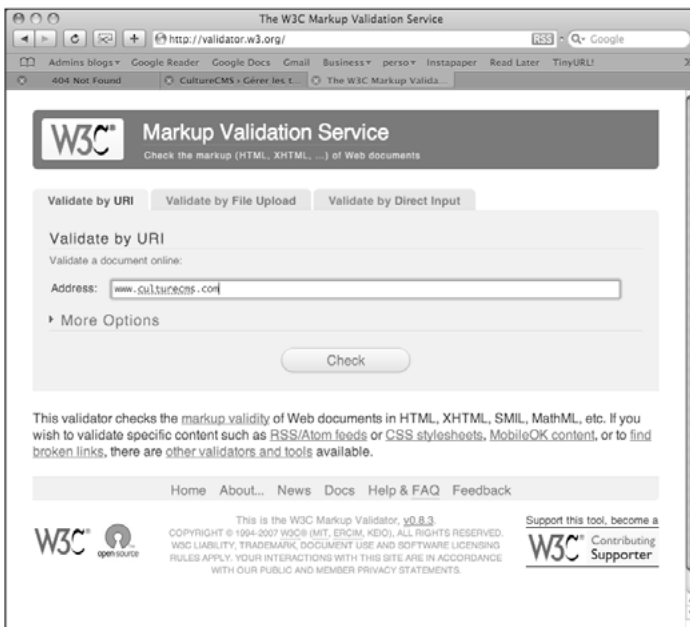 The W3C Markup Validation Service
http://validator.w3.org/ RSS Google
Admins blogs Google Reader Google Docs Gmail Business perso Instapaper Read Later TinyURL!
404 Not Found CultureCMS › Gérer les t... The W3C Markup Valida...
W3C® Markup Validation Service
Check the markup (HTML, XHTML, ...) of Web documents
Validate by URI Validate by File Upload Validate by Direct Input
Validate by URI
Validate a document online:
Address: www.culturecms.com
More Options
Check
This validator checks the markup validity of Web documents in HTML, XHTML, SMIL, MathML, etc. If you
wish to validate specific content such as RSS/Atom feeds or CSS stylesheets, MobileOK content, or to find
broken links, there are other validators and tools available.
Home About... News Docs Help & FAQ Feedback
W3C® open source
This is the W3C Markup Validator, v0.8.3.
COPYRIGHT © 1994-2007 W3C® (MIT, ERCIM, KEIO), ALL RIGHTS RESERVED.
W3C LIABILITY, TRADEMARK, DOCUMENT USE AND SOFTWARE LICENSING
RULES APPLY. YOUR INTERACTIONS WITH THIS SITE ARE IN ACCORDANCE
WITH OUR PUBLIC AND MEMBER PRIVACY STATEMENTS.
Support this tool, become a
W3C® Contributing
Supporter